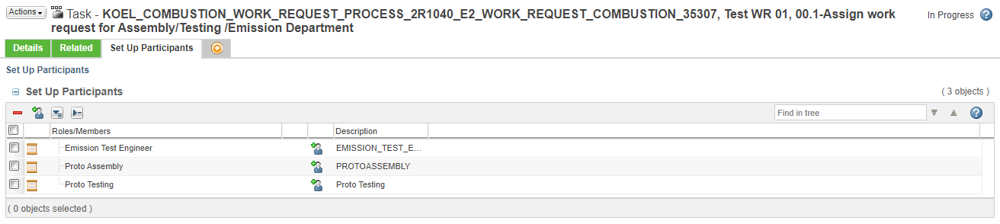 Actions
Task - KOEL_COMBUSTION_WORK_REQUEST_PROCESS_2R1040_E2_WORK_REQUEST_COMBUSTION_35307, Test WR 01, 00.1-Assign work
request for Assembly/Testing /Emission Department
In Progress
Details Related Set Up Participants
Set Up Participants
Set Up Participants ( 3 objects )
Find in tree
Roles/Members Description
Emission Test Engineer EMISSION_TEST_E...
Proto Assembly PROTOASSEMBLY
Proto Testing Proto Testing
( 0 objects selected )